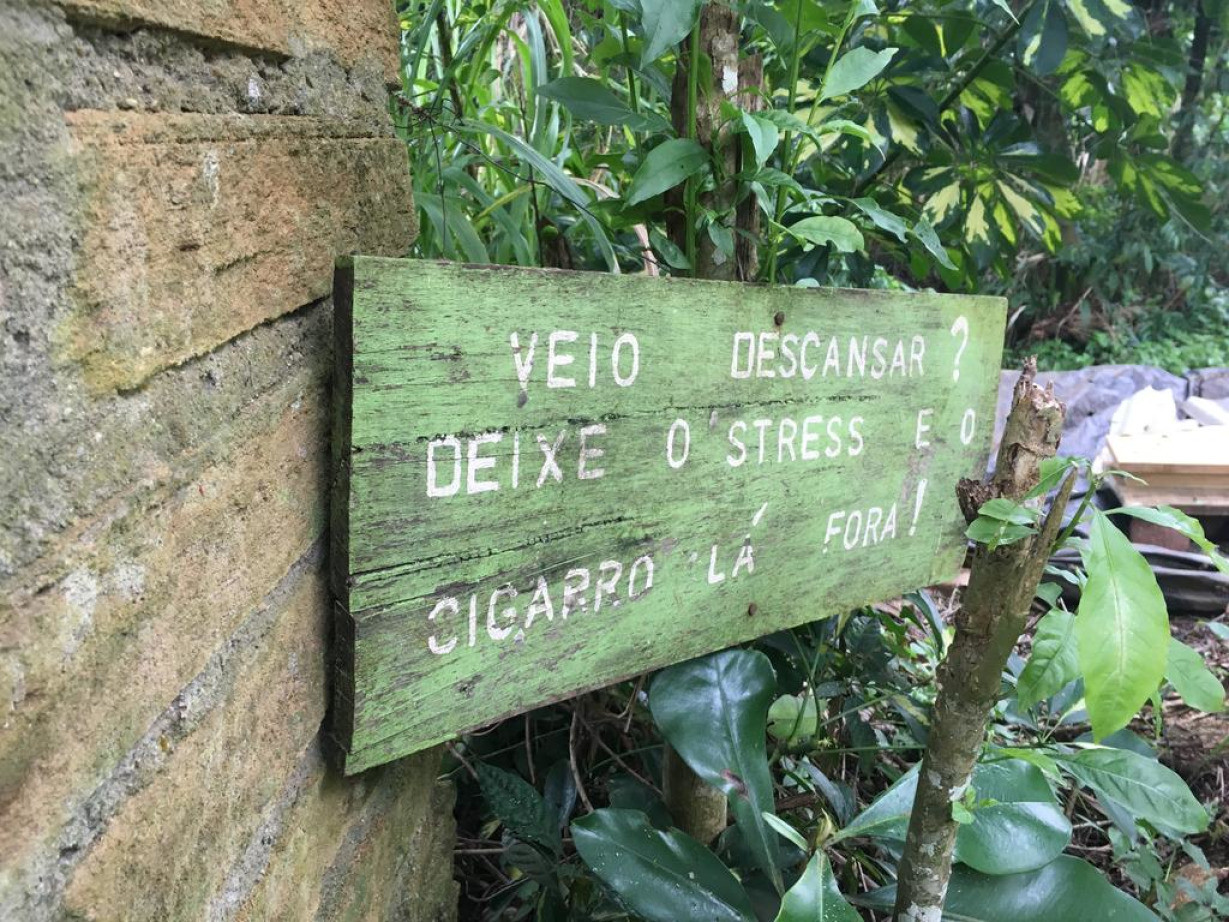 VEIO DESCANSAR?
DEIXE O STRESS E O
CIGARRO LÁ FORA!